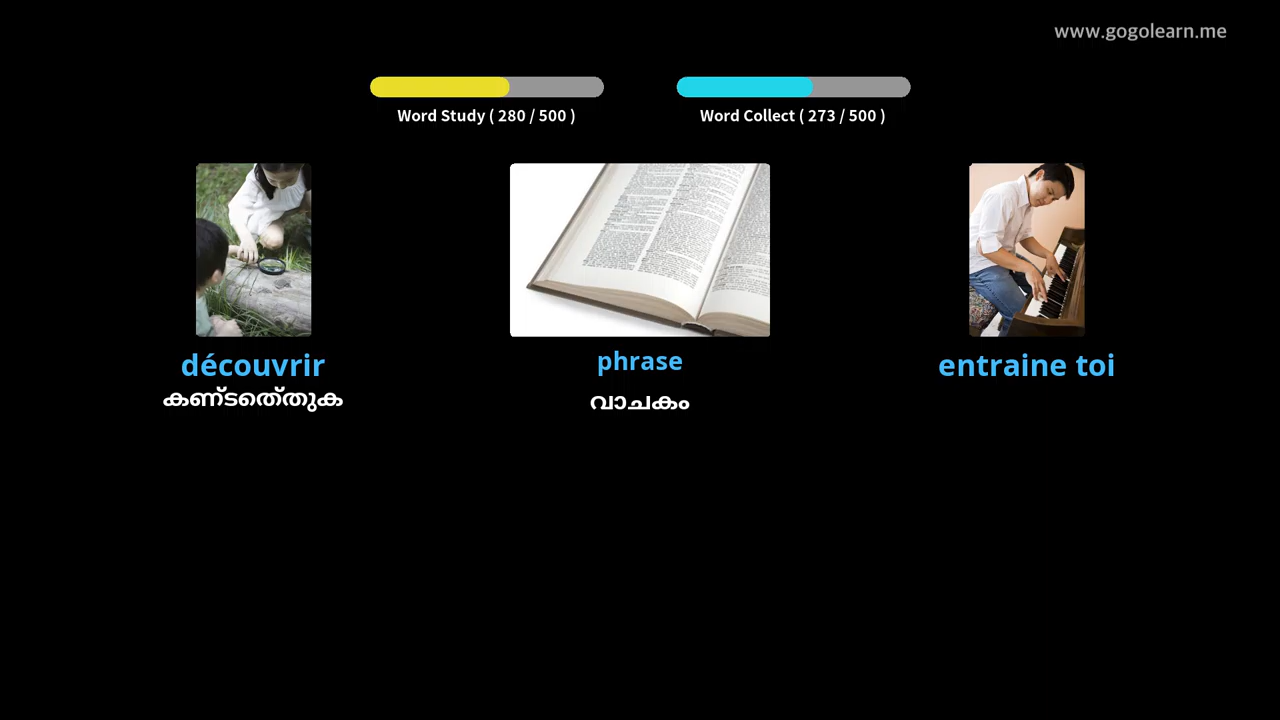 www.gogolearn.me
Word Study ( 280 / 500 )
Word Collect ( 273 / 500 )
découvrir
phrase
entraine toi
കണ്ടെത്തുക
വാചകം